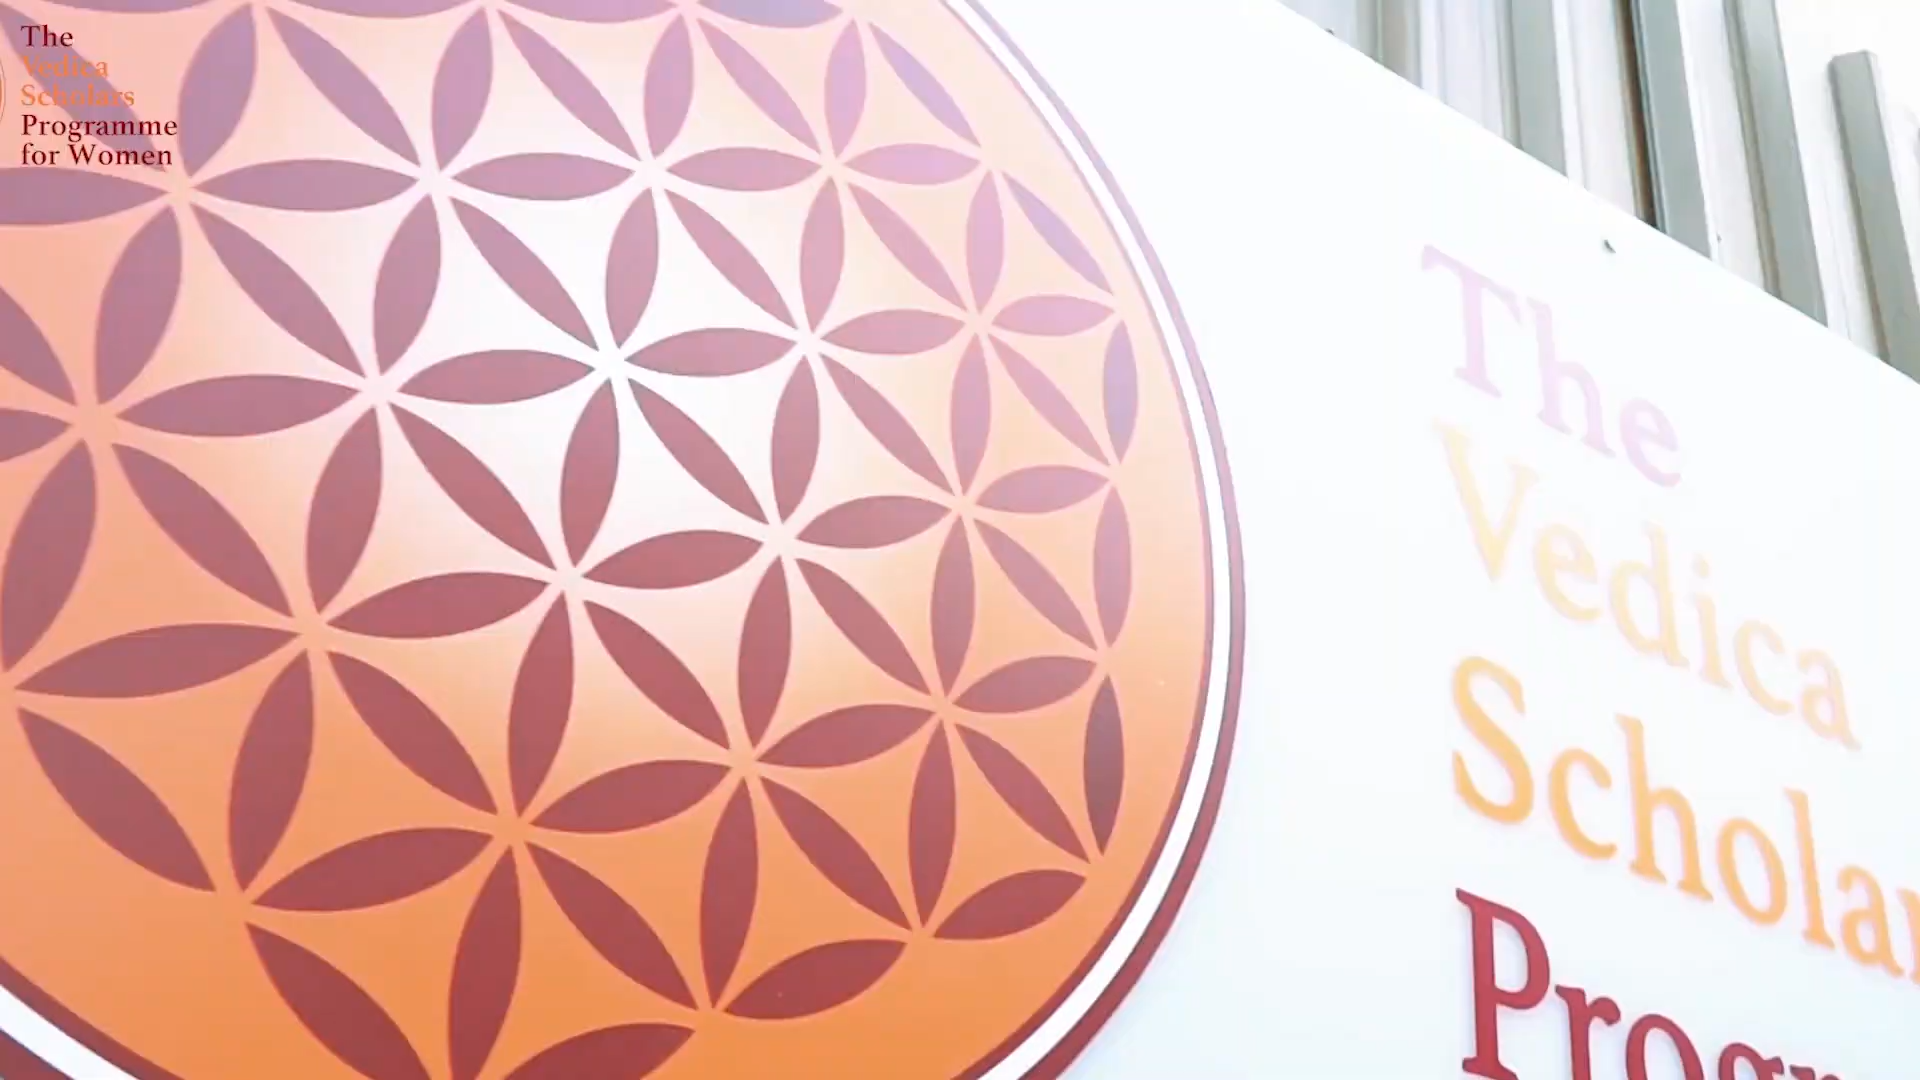 The
Vedica
Scholars
Programme
for Women
The
Vedica
Scholar
Progr